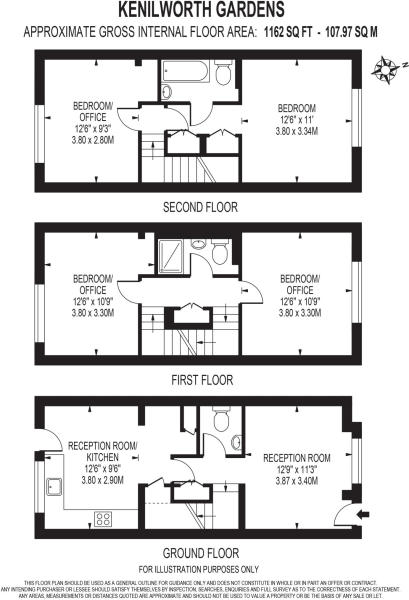 KENILWORTH GARDENS
APPROXIMATE GROSS INTERNAL FLOOR AREA: 1162 SQ FT - 107.97 SQ M
N
BEDROOM/
OFFICE
12'6" x 9'3"
3.80 x 2.80M
BEDROOM
12'6" x 11'
3.80 x 3.34M
SECOND FLOOR
BEDROOM/
OFFICE
12'6" x 10'9"
3.80 x 3.30M
BEDROOM/
OFFICE
12'6" x 10'9"
3.80 x 3.30M
FIRST FLOOR
RECEPTION ROOM/
KITCHEN
12'6" x 9'6"
3.80 x 2.90M
RECEPTION ROOM
12'9" x 11'3"
3.87 x 3.40M
GROUND FLOOR
FOR ILLUSTRATION PURPOSES ONLY
THIS FLOOR PLAN SHOULD BE USED AS A GENERAL OUTLINE FOR GUIDANCE ONLY AND DOES NOT CONSTITUTE IN WHOLE OR IN PART AN OFFER OR CONTRACT.
ANY INTENDING PURCHASER OR LESSEE SHOULD SATISFY THEMSELVES BY INSPECTION, SEARCHES, ENQUIRIES AND FULL SURVEY AS TO THE CORRECTNESS OF EACH STATEMENT.
ANY AREAS, MEASUREMENTS OR DISTANCES QUOTED ARE APPROXIMATE AND SHOULD NOT BE USED TO VALUE A PROPERTY OR BE THE BASIS OF ANY SALE OR LET.